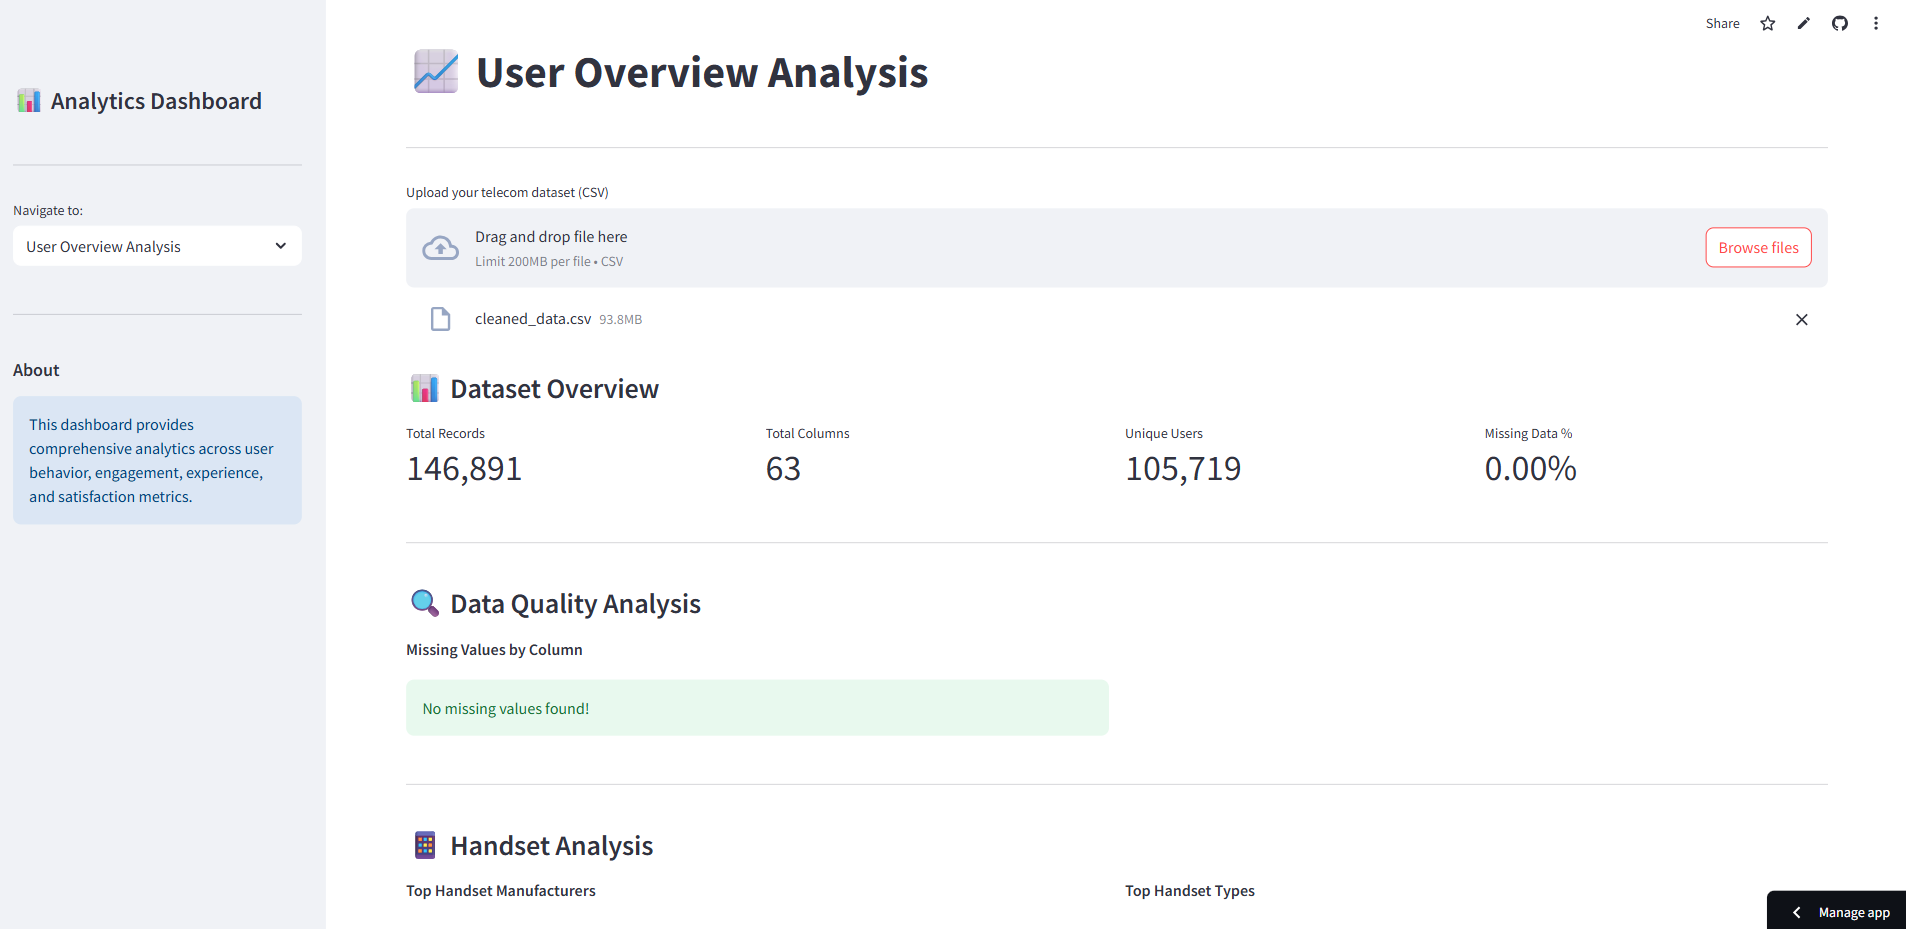 Share
Analytics Dashboard
Navigate to:
User Overview Analysis
About
This dashboard provides
comprehensive analytics across user
behavior, engagement, experience,
and satisfaction metrics.
User Overview Analysis
Upload your telecom dataset (CSV)
Drag and drop file here
Limit 200MB per file • CSV
Browse files
cleaned_data.csv 93.8MB
Dataset Overview
Total Records
146,891
Total Columns
63
Unique Users
105,719
Missing Data %
0.00%
Data Quality Analysis
Missing Values by Column
No missing values found!
Handset Analysis
Top Handset Manufacturers
Top Handset Types
Manage app